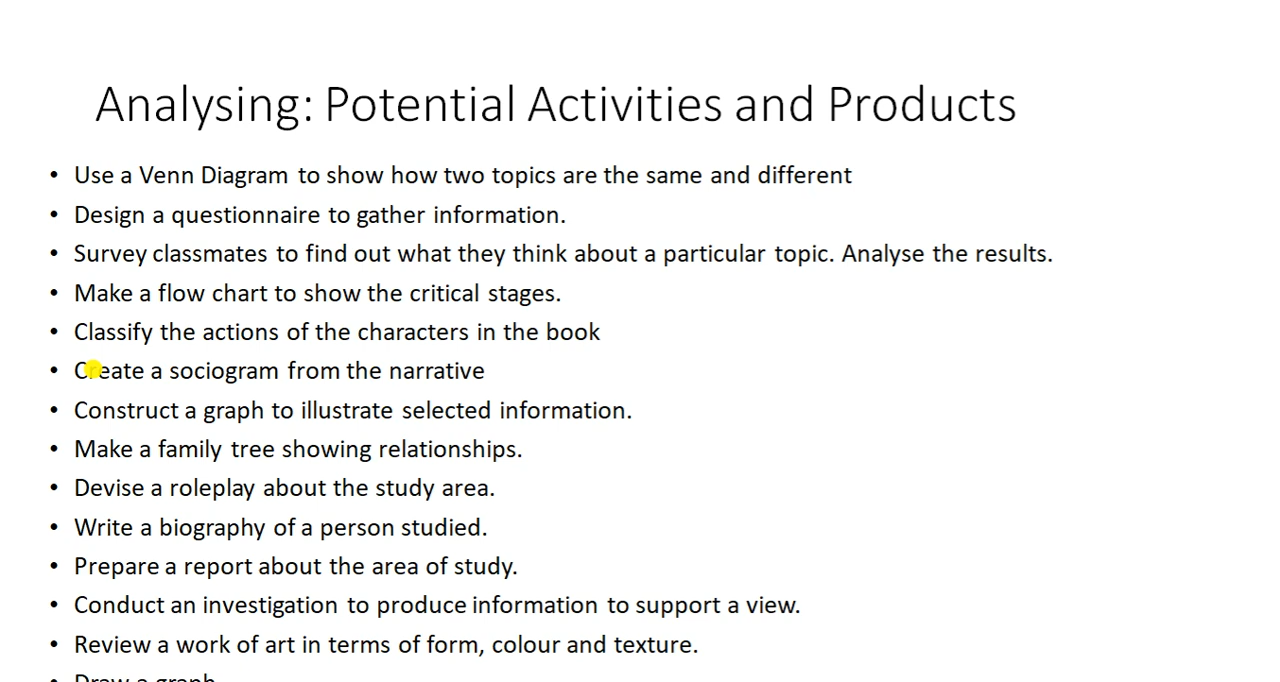 Analysing: Potential Activities and Products
• Use a Venn Diagram to show how two topics are the same and different
• Design a questionnaire to gather information.
• Survey classmates to find out what they think about a particular topic. Analyse the results.
• Make a flow chart to show the critical stages.
• Classify the actions of the characters in the book
• Create a sociogram from the narrative
• Construct a graph to illustrate selected information.
• Make a family tree showing relationships.
• Devise a roleplay about the study area.
• Write a biography of a person studied.
• Prepare a report about the area of study.
• Conduct an investigation to produce information to support a view.
• Review a work of art in terms of form, colour and texture.
• Draw a graph